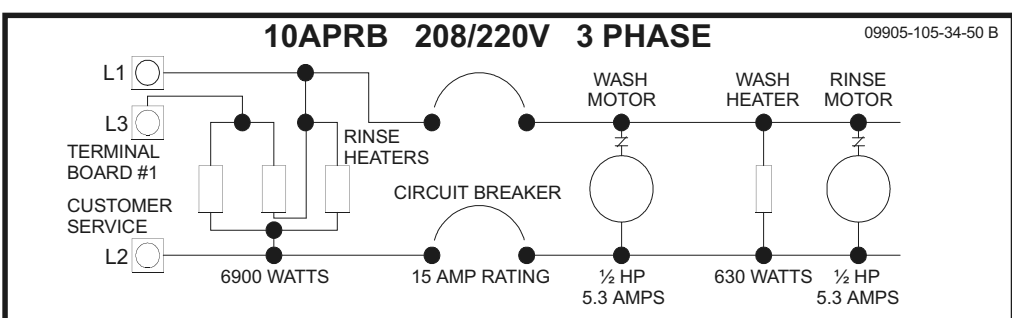 10APRB 208/220V 3 PHASE
09905-105-34-50 B
L1
L3
TERMINAL
BOARD #1
CUSTOMER
SERVICE
L2
RINSE
HEATERS
6900 WATTS
CIRCUIT BREAKER
15 AMP RATING
WASH
MOTOR
½ HP
5.3 AMPS
WASH
HEATER
630 WATTS
RINSE
MOTOR
½ HP
5.3 AMPS